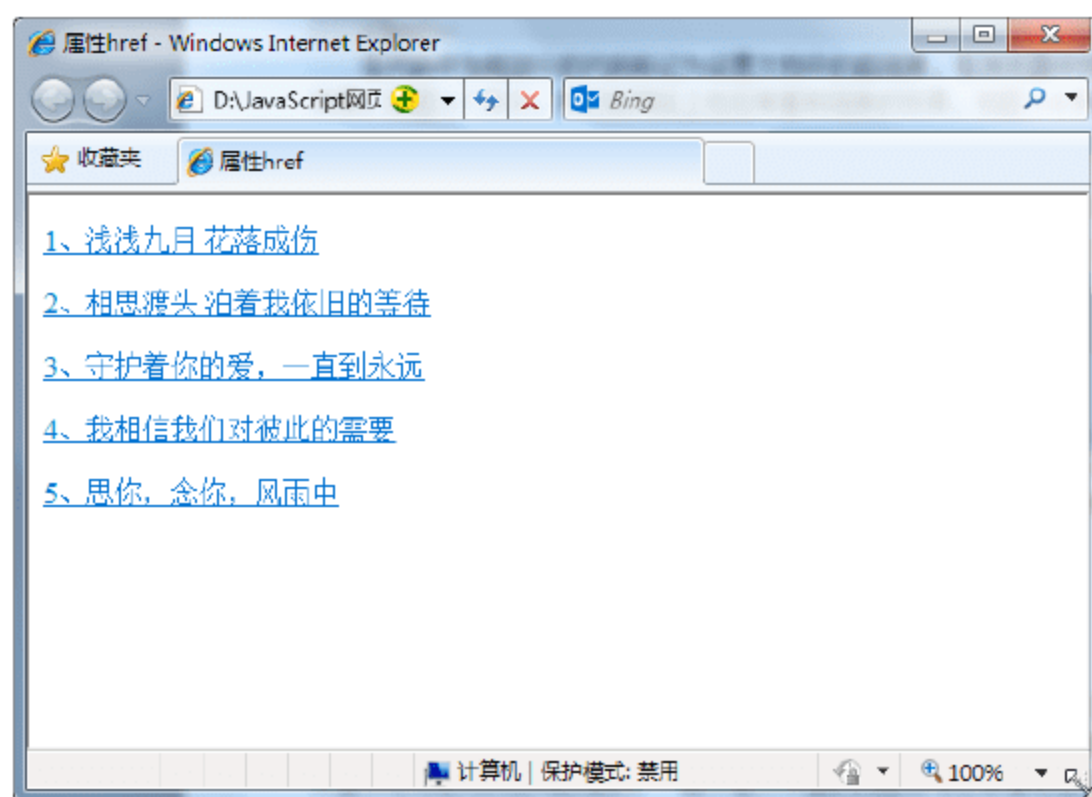 属性href - Windows Internet Explorer
D:\JavaScript网页
Bing
收藏夹
属性href
1、浅浅九月 花落成伤
2、相思渡头 泊着我依旧的等待
3、守护着你的爱，一直到永远
4、我相信我们对彼此的需要
5、思你，念你，风雨中
计算机 | 保护模式: 禁用
100%